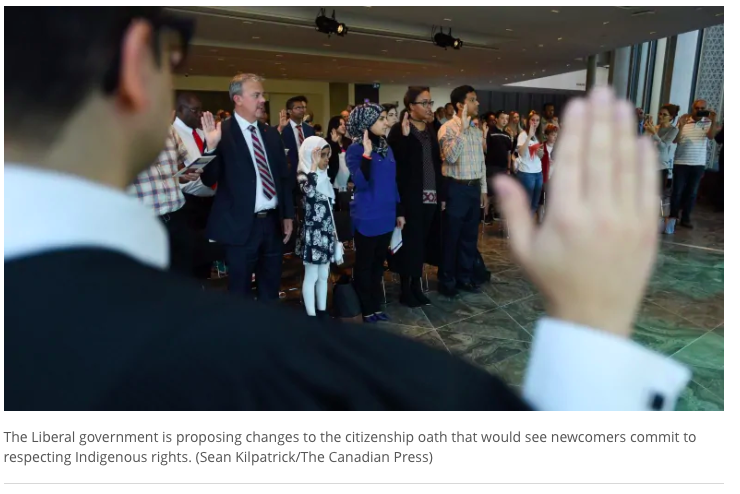 The Liberal government is proposing changes to the citizenship oath that would see newcomers commit to
respecting Indigenous rights. (Sean Kilpatrick/The Canadian Press)